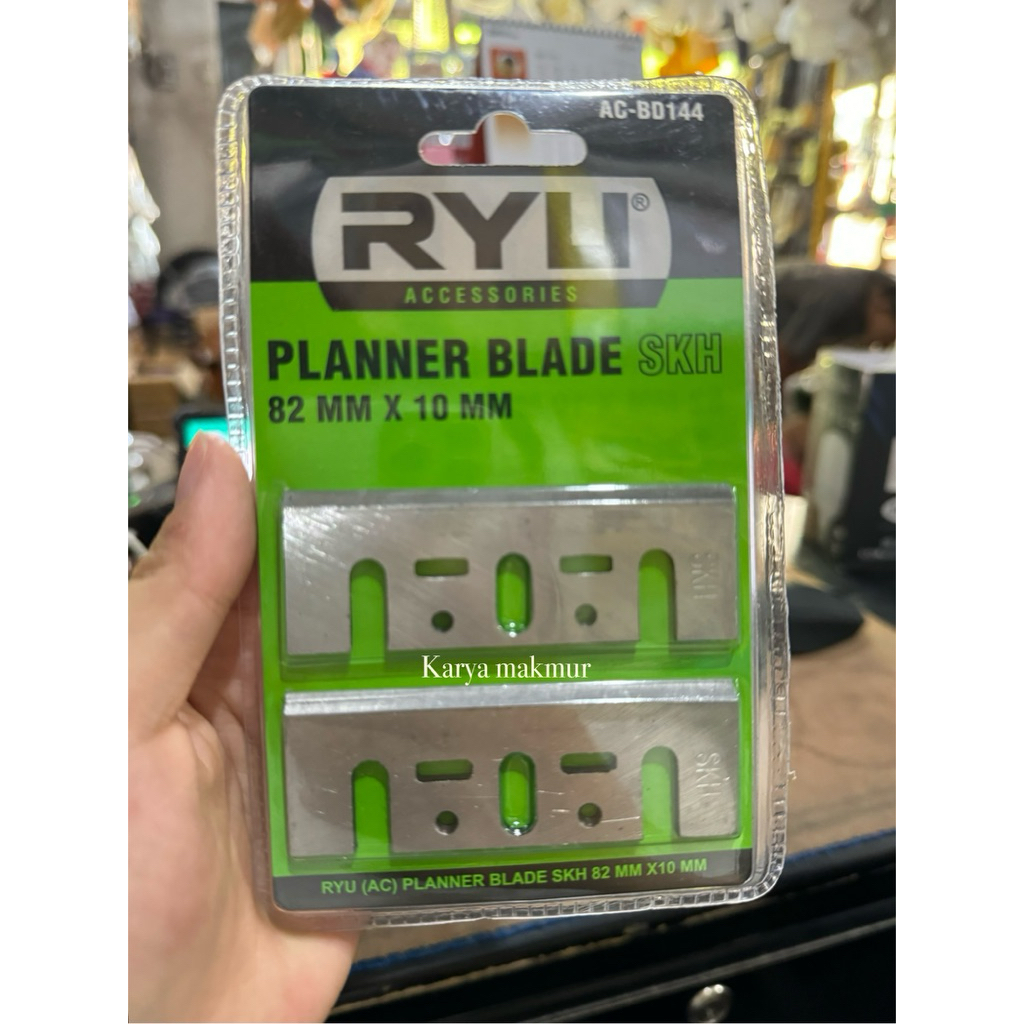 AC-BD144
RYU®
ACCESSORIES
PLANNER BLADE SKH
82 MM X 10 MM
SKH
Karya makmur
SKH
RYU (AC) PLANNER BLADE SKH 82 MM X10 MM